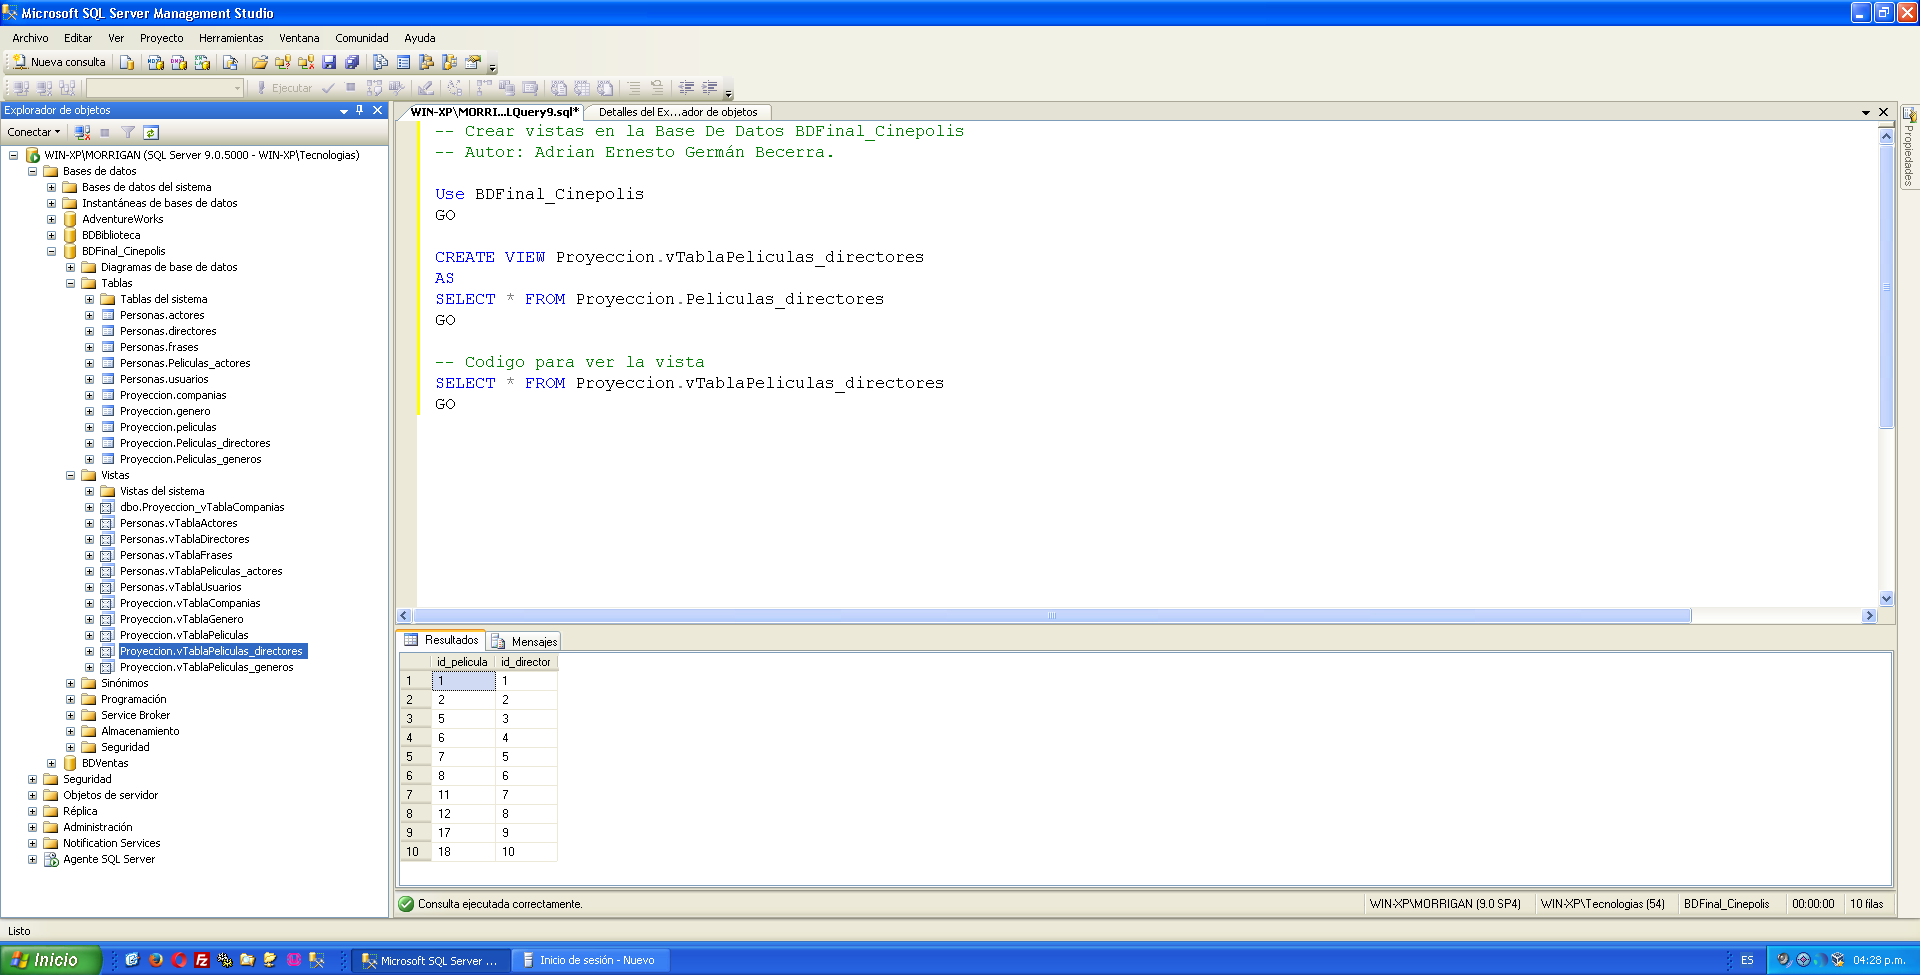 Microsoft SQL Server Management Studio
Archivo Editar Ver Proyecto Herramientas Ventana Comunidad Ayuda
Nueva consulta
Ejecutar
Explorador de objetos
Conectar
WIN-XP\MORRIGAN (SQL Server 9.0.5000 - WIN-XP\Tecnologias)
Bases de datos
Bases de datos del sistema
Instantáneas de bases de datos
AdventureWorks
BDBiblioteca
BDFinal_Cinepolis
Diagramas de base de datos
Tablas
Tablas del sistema
Personas.actores
Personas.directores
Personas.frases
Personas.Peliculas_actores
Personas.usuarios
Proyeccion.companias
Proyeccion.genero
Proyeccion.peliculas
Proyeccion.Peliculas_directores
Proyeccion.Peliculas_generos
Vistas
Vistas del sistema
dbo.Proyeccion_vTablaCompanias
Personas.vTablaActores
Personas.vTablaDirectores
Personas.vTablaFrases
Personas.vTablaPeliculas_actores
Personas.vTablaUsuarios
Proyeccion.vTablaCompanias
Proyeccion.vTablaGenero
Proyeccion.vTablaPeliculas
Proyeccion.vTablaPeliculas_directores
Proyeccion.vTablaPeliculas_generos
Sinónimos
Programación
Service Broker
Almacenamiento
Seguridad
BDVentas
Seguridad
Objetos de servidor
Réplica
Administración
Notification Services
Agente SQL Server
WIN-XP\MORRI...LQuery9.sql* Detalles del Ex...ador de objetos
-- Crear vistas en la Base De Datos BDFinal_Cinepolis
-- Autor: Adrian Ernesto Germán Becerra.
Use BDFinal_Cinepolis
GO
CREATE VIEW Proyeccion.vTablaPeliculas_directores
AS
SELECT * FROM Proyeccion.Peliculas_directores
GO
-- Codigo para ver la vista
SELECT * FROM Proyeccion.vTablaPeliculas_directores
GO
Propiedades
Resultados Mensajes
id_pelicula id_director
1 1 1
2 2 2
3 5 3
4 6 4
5 7 5
6 8 6
7 11 7
8 12 8
9 17 9
10 18 10
Consulta ejecutada correctamente. WIN-XP\MORRIGAN (9.0 SP4) WIN-XP\Tecnologias (54) BDFinal_Cinepolis 00:00:00 10 filas
Listo
Inicio Microsoft SQL Server ... Inicio de sesión - Nuevo ES 04:28 p.m.